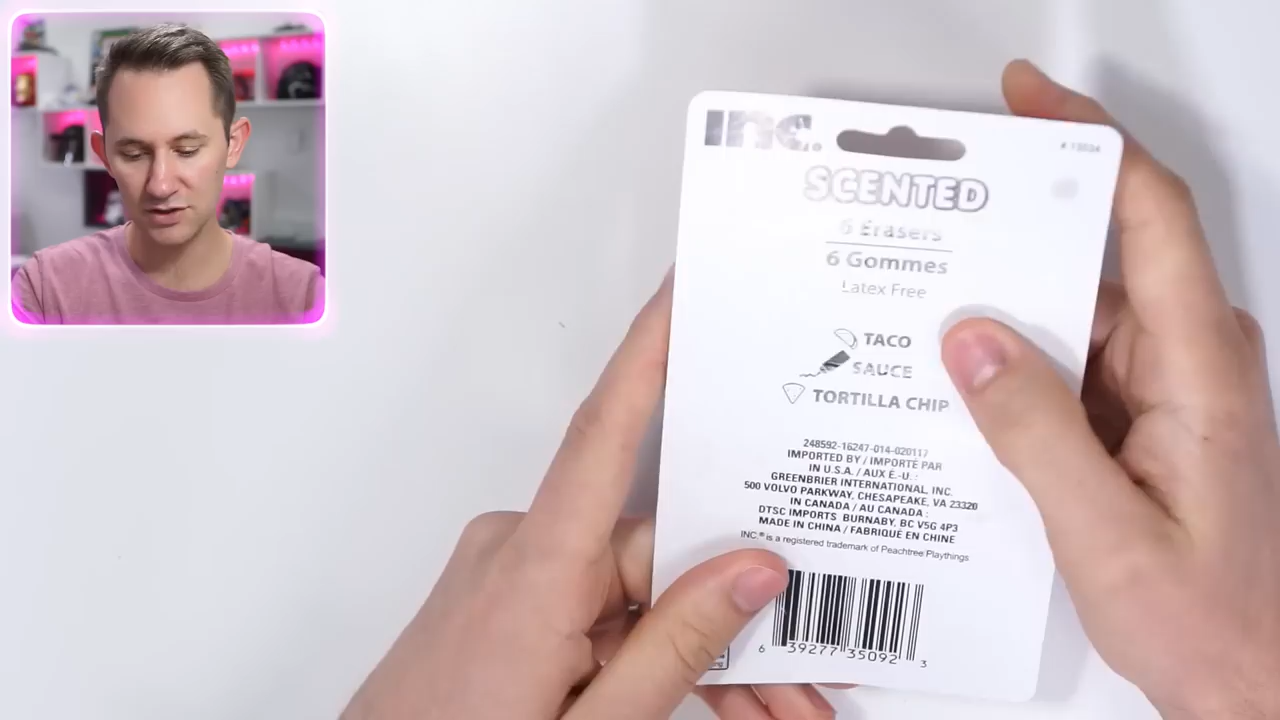 INC.
# 15034
SCENTED
6 Erasers
6 Gommes
Latex Free
TACO
SAUCE
TORTILLA CHIP
248592-16247-014-020117
IMPORTED BY / IMPORTÉ PAR
IN U.S.A. / AUX É.-U. :
GREENBRIER INTERNATIONAL, INC.
500 VOLVO PARKWAY, CHESAPEAKE, VA 23320
IN CANADA / AU CANADA :
DTSC IMPORTS BURNABY, BC V5G 4P3
MADE IN CHINA / FABRIQUÉ EN CHINE
INC.® is a registered trademark of Peachtree Playthings
6 39277 35092 3